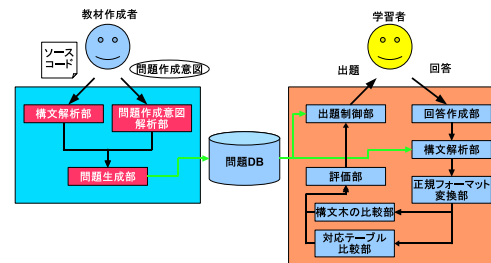 教材作成者
ソース
コード
問題作成意図
構文解析部
問題作成意図
解析部
問題生成部
問題DB
学習者
出題
回答
出題制御部
回答作成部
構文解析部
評価部
正規フォーマット
変換部
構文木の比較部
対応テーブル
比較部